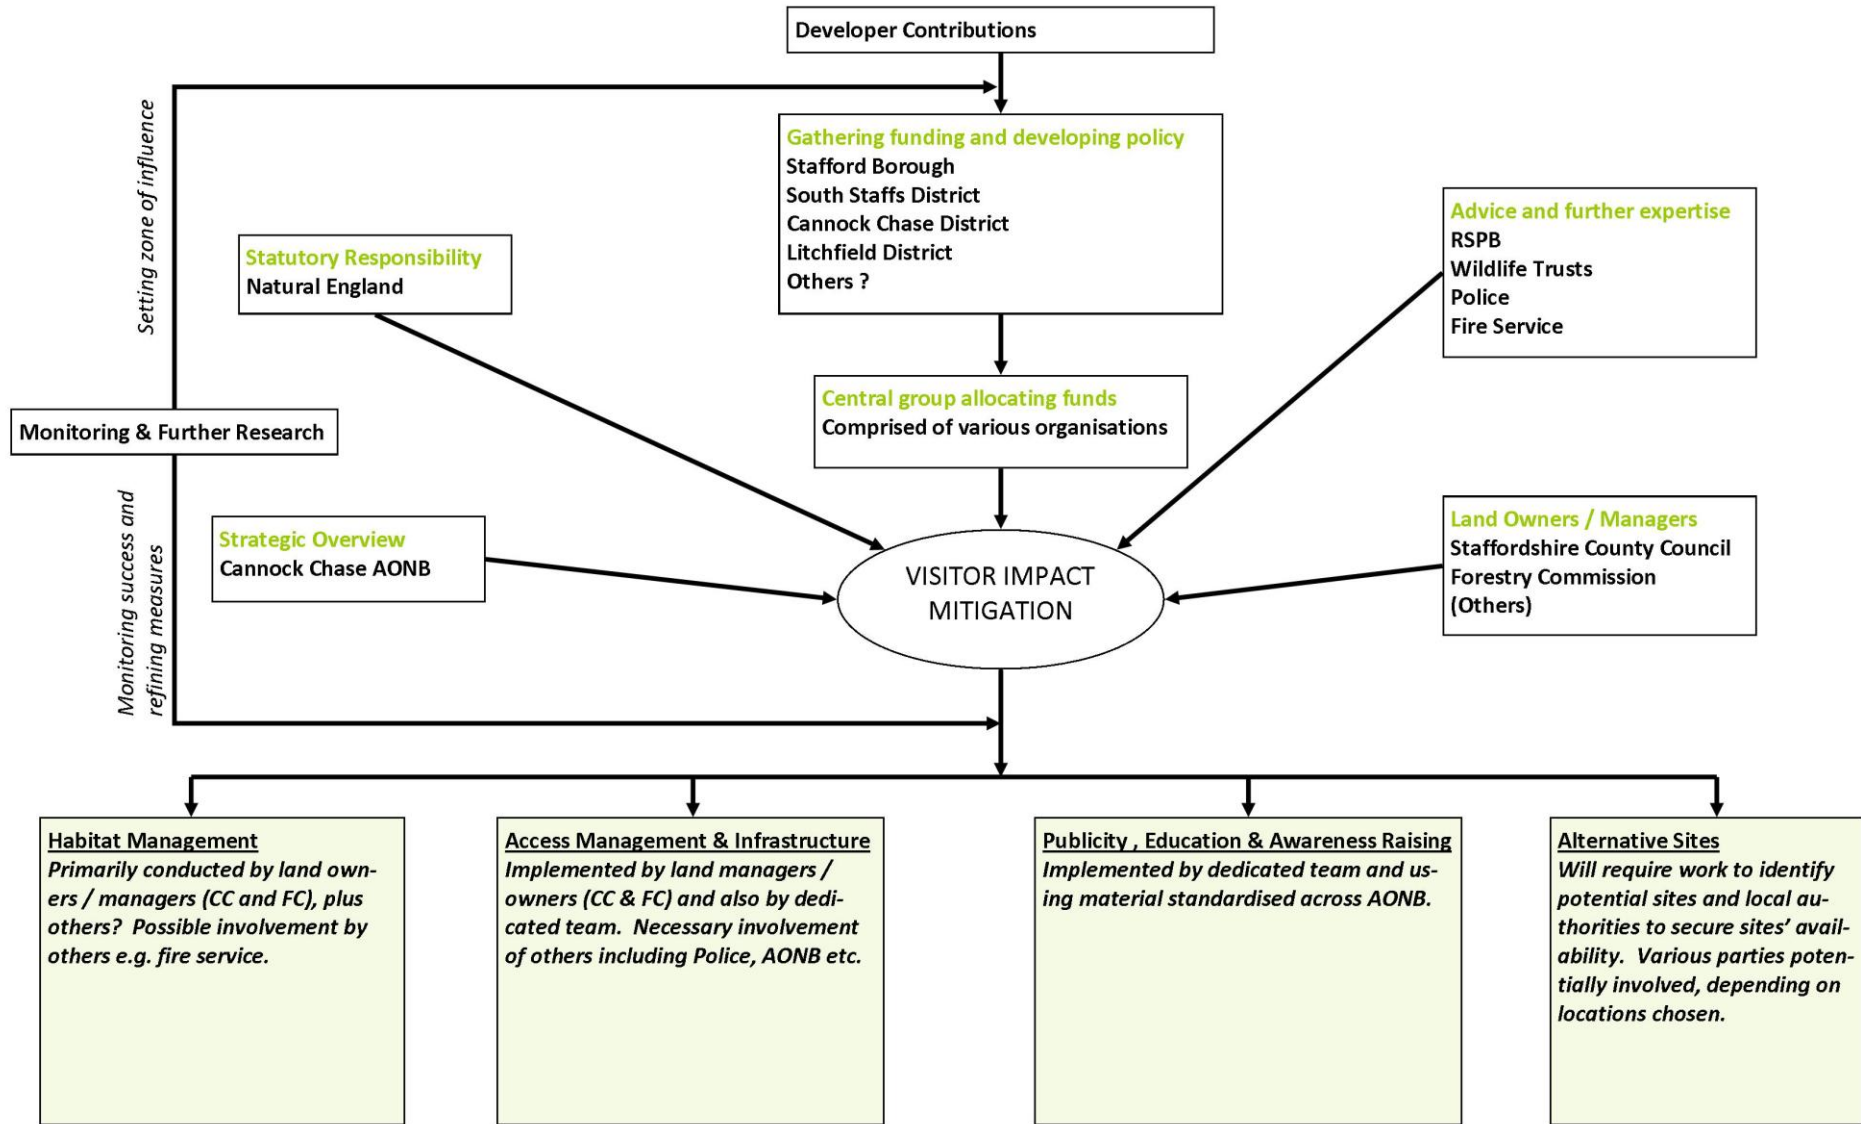 Developer Contributions
Setting zone of influence
Gathering funding and developing policy
Stafford Borough
South Staffs District
Cannock Chase District
Litchfield District
Others ?
Statutory Responsibility
Natural England
Advice and further expertise
RSPB
Wildlife Trusts
Police
Fire Service
Central group allocating funds
Comprised of various organisations
Monitoring & Further Research
Monitoring success and
refining measures
Strategic Overview
Cannock Chase AONB
VISITOR IMPACT
MITIGATION
Land Owners / Managers
Staffordshire County Council
Forestry Commission
(Others)
Habitat Management
Primarily conducted by land own-
ers / managers (CC and FC), plus
others?  Possible involvement by
others e.g. fire service.
Access Management & Infrastructure
Implemented by land managers /
owners (CC & FC) and also by dedi-
cated team.  Necessary involvement
of others including Police, AONB etc.
Publicity , Education & Awareness Raising
Implemented by dedicated team and us-
ing material standardised across AONB.
Alternative Sites
Will require work to identify
potential sites and local au-
thorities to secure sites’ avail-
ability.  Various parties poten-
tially involved, depending on
locations chosen.